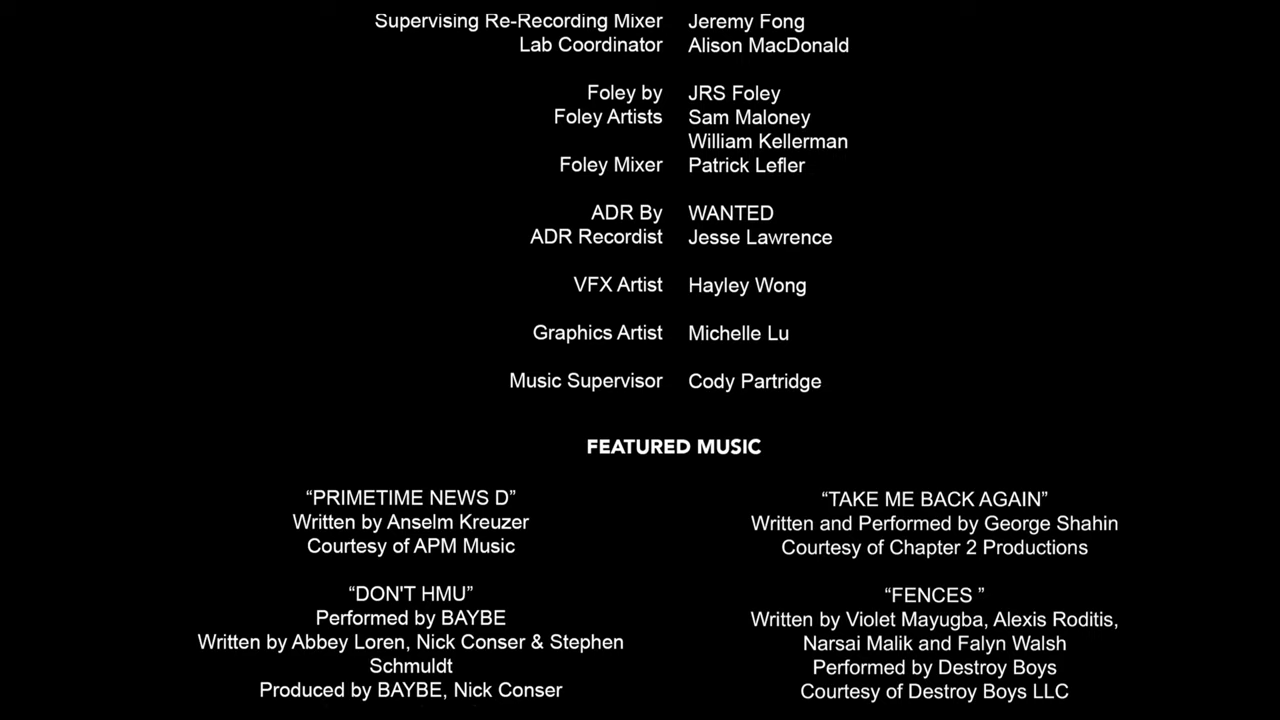 Supervising Re-Recording Mixer Jeremy Fong
Lab Coordinator Alison MacDonald
Foley by JRS Foley
Foley Artists Sam Maloney
William Kellerman
Foley Mixer Patrick Lefler
ADR By WANTED
ADR Recordist Jesse Lawrence
VFX Artist Hayley Wong
Graphics Artist Michelle Lu
Music Supervisor Cody Partridge
FEATURED MUSIC
“PRIMETIME NEWS D”
Written by Anselm Kreuzer
Courtesy of APM Music
“DON'T HMU”
Performed by BAYBE
Written by Abbey Loren, Nick Conser & Stephen
Schmuldt
Produced by BAYBE, Nick Conser
“TAKE ME BACK AGAIN”
Written and Performed by George Shahin
Courtesy of Chapter 2 Productions
“FENCES ”
Written by Violet Mayugba, Alexis Roditis,
Narsai Malik and Falyn Walsh
Performed by Destroy Boys
Courtesy of Destroy Boys LLC